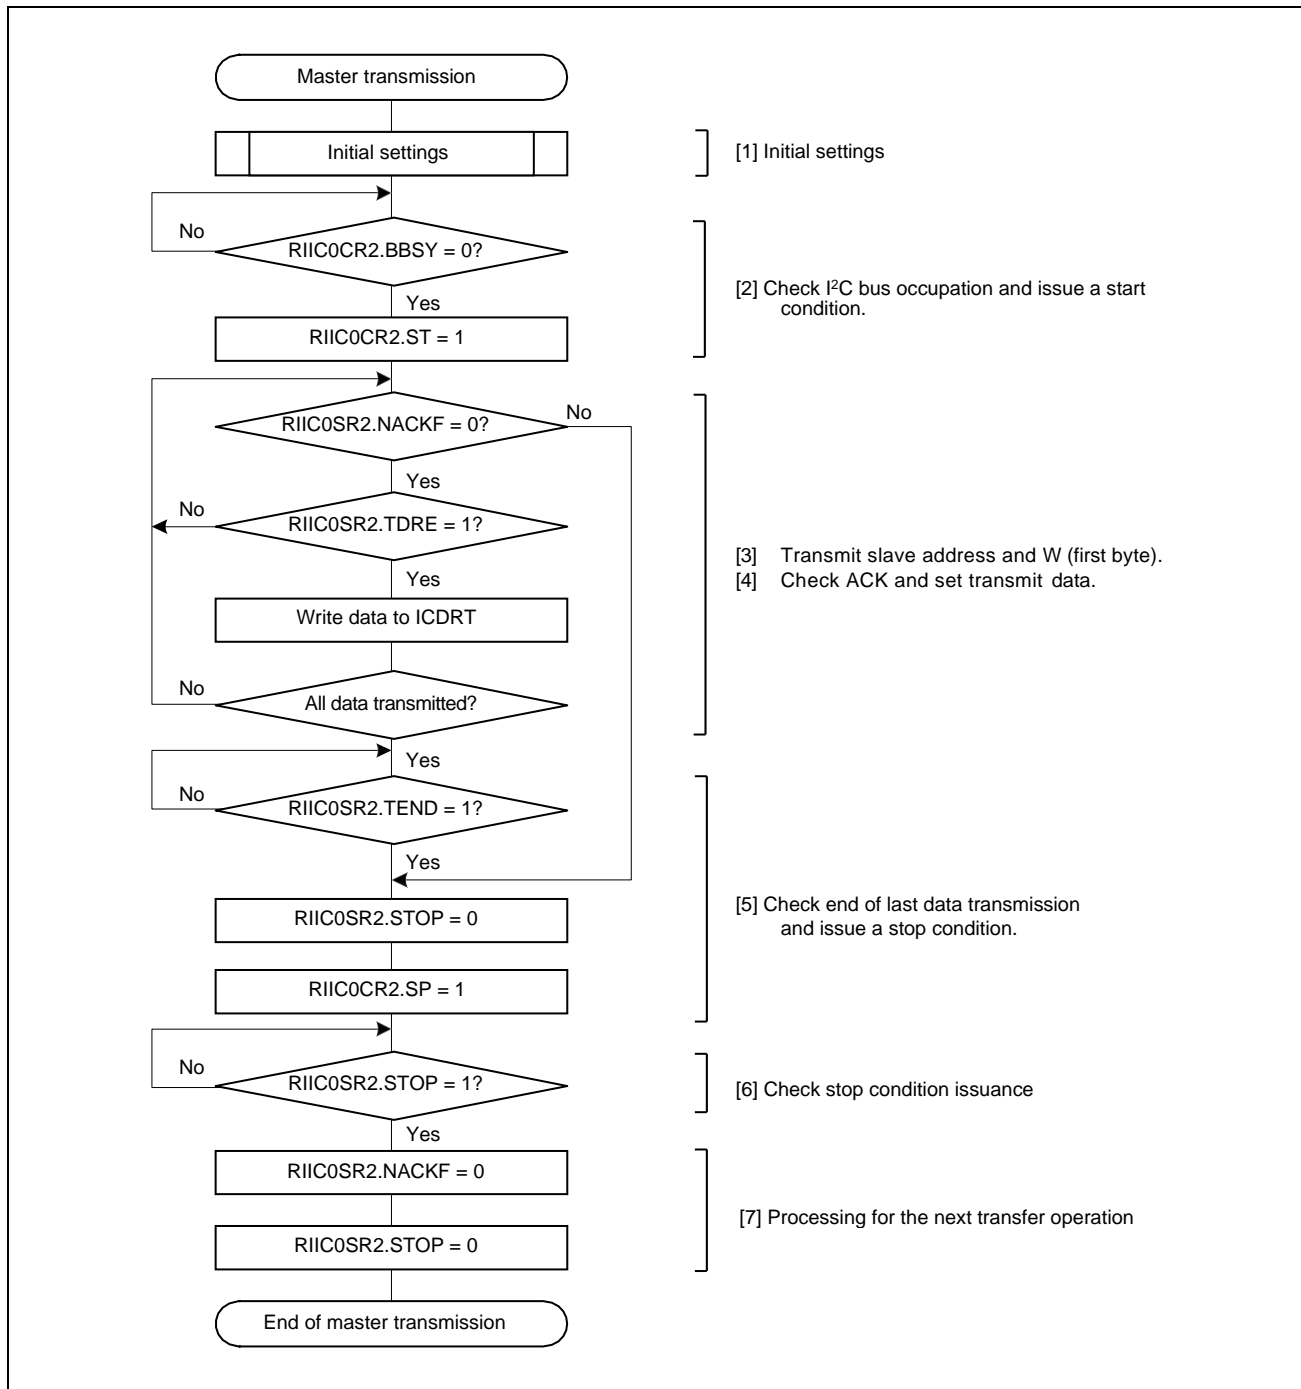 Master transmission
Initial settings
[1] Initial settings
No
RIIC0CR2.BBSY = 0?
Yes
[2] Check I²C bus occupation and issue a start
condition.
RIIC0CR2.ST = 1
RIIC0SR2.NACKF = 0?
No
Yes
No
RIIC0SR2.TDRE = 1?
Yes
[3] Transmit slave address and W (first byte).
[4] Check ACK and set transmit data.
Write data to ICDRT
No
All data transmitted?
Yes
No
RIIC0SR2.TEND = 1?
Yes
RIIC0SR2.STOP = 0
[5] Check end of last data transmission
and issue a stop condition.
RIIC0CR2.SP = 1
No
RIIC0SR2.STOP = 1?
[6] Check stop condition issuance
Yes
RIIC0SR2.NACKF = 0
[7] Processing for the next transfer operation
RIIC0SR2.STOP = 0
End of master transmission